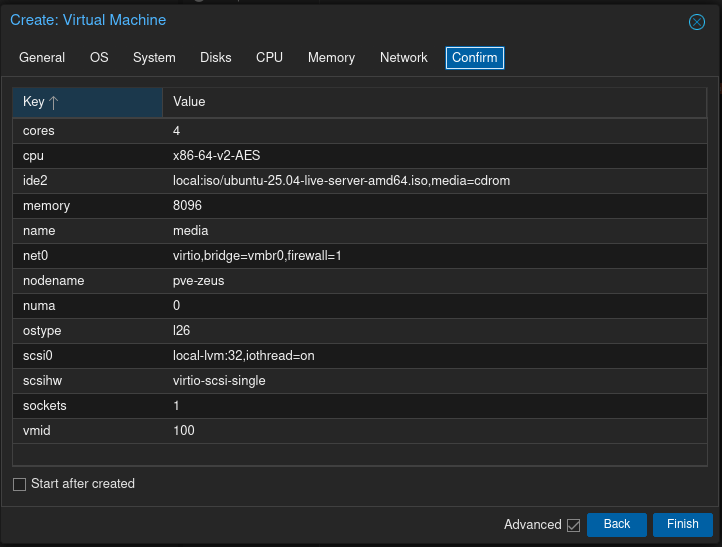 Create: Virtual Machine
General OS System Disks CPU Memory Network Confirm
Key Value
cores 4
cpu x86-64-v2-AES
ide2 local:iso/ubuntu-25.04-live-server-amd64.iso,media=cdrom
memory 8096
name media
net0 virtio,bridge=vmbr0,firewall=1
nodename pve-zeus
numa 0
ostype l26
scsi0 local-lvm:32,iothread=on
scsihw virtio-scsi-single
sockets 1
vmid 100
Start after created
Advanced Back Finish